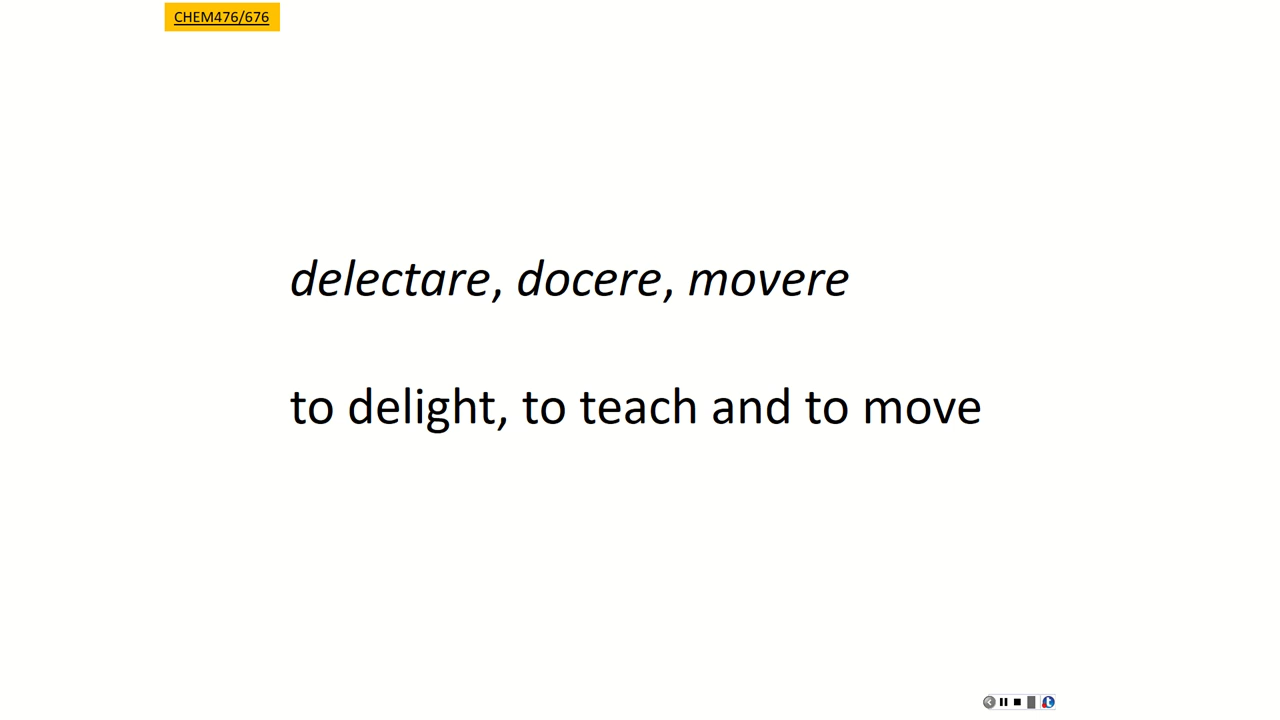 CHEM476/676
delectare, docere, movere
to delight, to teach and to move